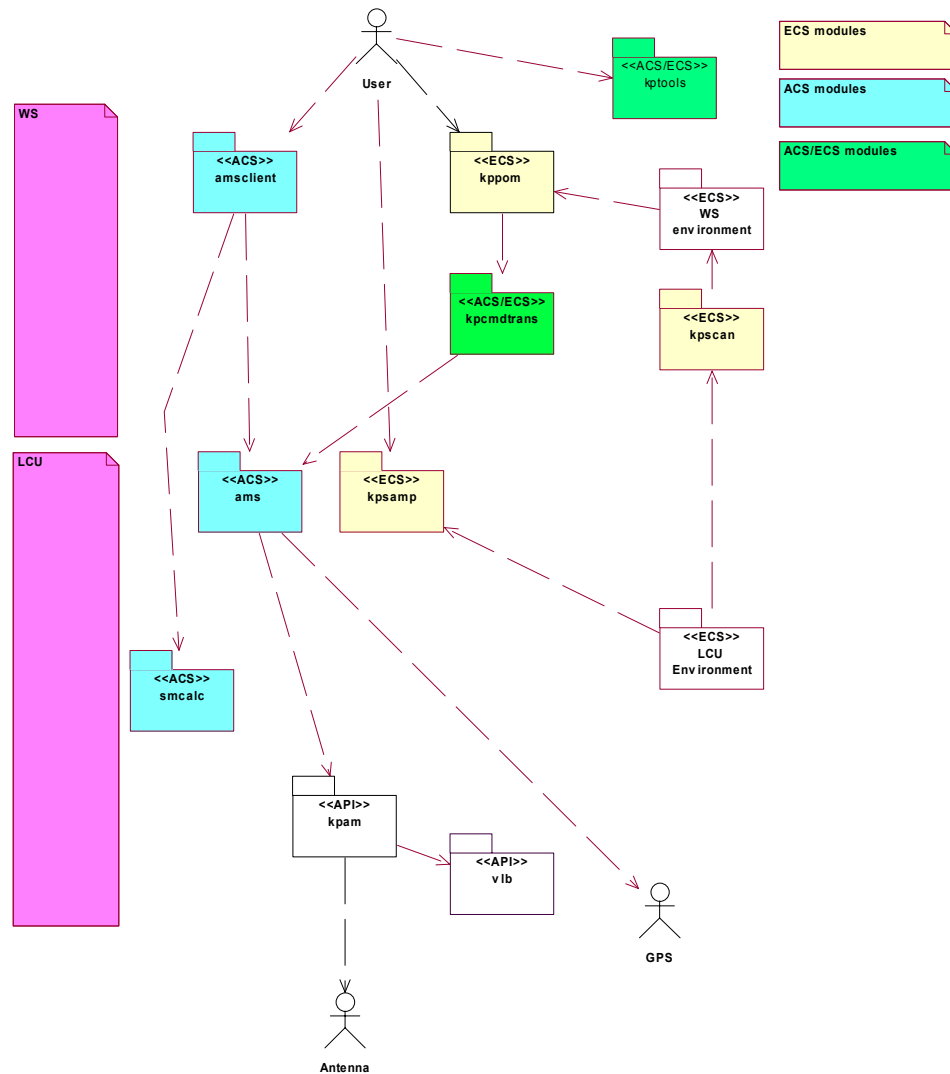 ECS modules
<<ACS/ECS>>
kptools
User
ACS modules
WS
ACS/ECS modules
<<ACS>>
amsclient
<<ECS>>
kppom
<<ECS>>
WS
environment
<<ACS/ECS>>
kpcmdtrans
<<ECS>>
kpscan
LCU
<<ACS>>
ams
<<ECS>>
kpsamp
<<ECS>>
LCU
Environment
<<ACS>>
smcalc
<<API>>
kpam
<<API>>
vlb
GPS
Antenna